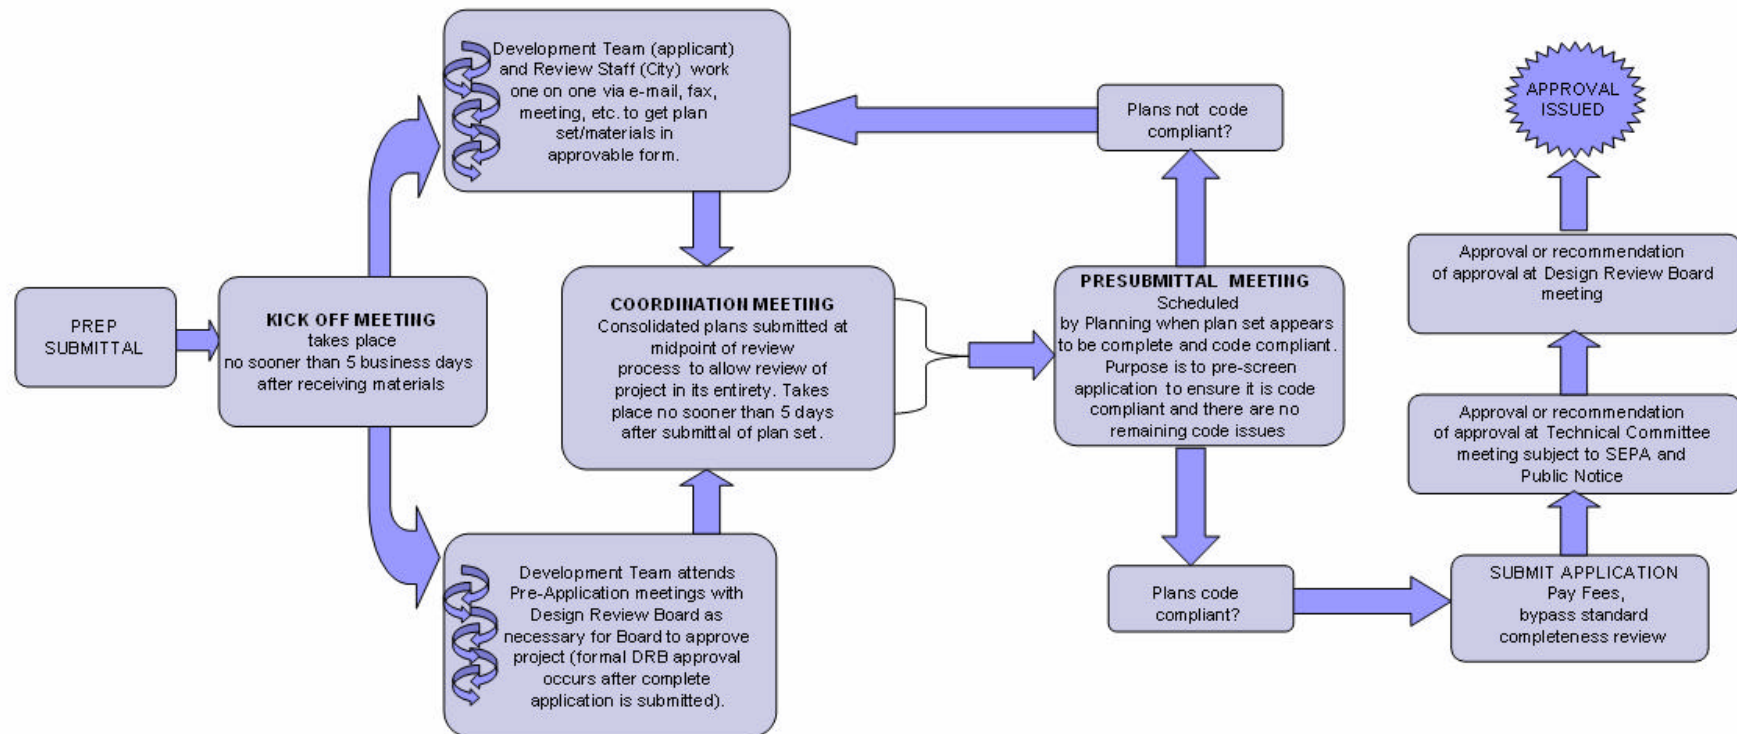 PREP
SUBMITTAL
KICK OFF MEETING
takes place
no sooner than 5 business days
after receiving materials
Development Team (applicant)
and Review Staff (City) work
one on one via e-mail, fax,
meeting, etc. to get plan
set/materials in
approvable form.
Development Team attends
Pre-Application meetings with
Design Review Board as
necessary for Board to approve
project (formal DRB approval
occurs after complete
application is submitted).
COORDINATION MEETING
Consolidated plans submitted at
midpoint of review
process to allow review of
project in its entirety. Takes
place no sooner than 5 days
after submittal of plan set.
PRESUBMITTAL MEETING
Scheduled
by Planning when plan set appears
to be complete and code compliant.
Purpose is to pre-screen
application to ensure it is code
compliant and there are no
remaining code issues
Plans not code
compliant?
Plans code
compliant?
SUBMIT APPLICATION
Pay Fees,
bypass standard
completeness review
Approval or recommendation
of approval at Technical Committee
meeting subject to SEPA and
Public Notice
Approval or recommendation
of approval at Design Review Board
meeting
APPROVAL
ISSUED